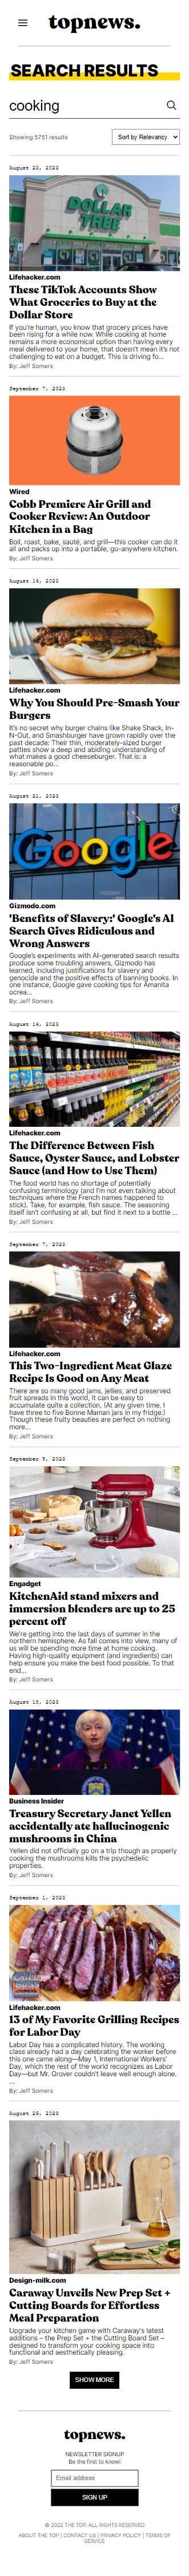 topnews.
SEARCH RESULTS
cooking
Showing 5751 results
Sort by Relevancy
August 23, 2023
DOLLAR TREE
Lifehacker.com
These TikTok Accounts Show
What Groceries to Buy at the
Dollar Store
If you're human, you know that grocery prices have
been rising for a while now. While cooking at home
remains a more economical option than having every
meal delivered to your home, that doesn't mean it's not
challenging to eat on a budget. This is driving fo...
By: Jeff Somers
September 7, 2023
Wired
Cobb Premiere Air Grill and
Cooker Review: An Outdoor
Kitchen in a Bag
Boil, roast, bake, sauté, and grill—this cooker can do it
all and packs up into a portable, go-anywhere kitchen.
By: Jeff Somers
August 14, 2023
Lifehacker.com
Why You Should Pre-Smash Your
Burgers
It's no secret why burger chains like Shake Shack, In-
N-Out, and Smashburger have grown rapidly over the
past decade: Their thin, moderately-sized burger
patties show a deep and abiding understanding of
what makes a good cheeseburger. That is: a
reasonable po...
By: Jeff Somers
August 21, 2023
Google
Gizmodo.com
'Benefits of Slavery:' Google's AI
Search Gives Ridiculous and
Wrong Answers
Google's experiments with AI-generated search results
produce some troubling answers, Gizmodo has
learned, including justifications for slavery and
genocide and the positive effects of banning books. In
one instance, Google gave cooking tips for Amanita
ocrea...
By: Jeff Somers
August 14, 2023
Lifehacker.com
The Difference Between Fish
Sauce, Oyster Sauce, and Lobster
Sauce (and How to Use Them)
The food world has no shortage of potentially
confusing terminology (and I'm not even talking about
techniques where the French names happened to
stick). Take, for example, fish sauce. The seasoning
itself isn't confusing at all, but find it next to a bottle ...
By: Jeff Somers
September 7, 2023
Lifehacker.com
This Two-Ingredient Meat Glaze
Recipe Is Good on Any Meat
There are so many good jams, jellies, and preserved
fruit spreads in this world, it can be easy to
accumulate quite a collection. (At any given time, I
have three to five Bonne Maman jars in my fridge.)
Though these fruity beauties are perfect on nothing
more...
By: Jeff Somers
September 5, 2023
Engadget
KitchenAid stand mixers and
immersion blenders are up to 25
percent off
We're getting into the last days of summer in the
northern hemisphere. As fall comes into view, many of
us will be spending more time at home cooking.
Having high-quality equipment (and ingredients) can
help ensure you make the best food possible. To that
end...
By: Jeff Somers
August 15, 2023
Business Insider
Treasury Secretary Janet Yellen
accidentally ate hallucinogenic
mushrooms in China
Yellen did not officially go on a trip though as properly
cooking the mushrooms kills the psychedelic
properties.
By: Jeff Somers
September 1, 2023
Lifehacker.com
13 of My Favorite Grilling Recipes
for Labor Day
Labor Day has a complicated history. The working
class already had a day celebrating the worker before
this one came along—May 1, International Workers'
Day, which the rest of the world recognizes as Labor
Day—but Mr. Grover couldn't leave well enough alone.
...
By: Jeff Somers
August 29, 2023
Design-milk.com
Caraway Unveils New Prep Set +
Cutting Boards for Effortless
Meal Preparation
Upgrade your kitchen game with Caraway's latest
additions – the Prep Set + the Cutting Board Set –
designed to transform your cooking space into
functional and aesthetically pleasing.
By: Jeff Somers
SHOW MORE
topnews.
NEWSLETTER SIGNUP
Be the first to know!
Email address
SIGN UP
© 2022 THE TOP. ALL RIGHTS RESERVED
ABOUT THE TOP | CONTACT US | PRIVACY POLICY | TERMS OF
SERVICE